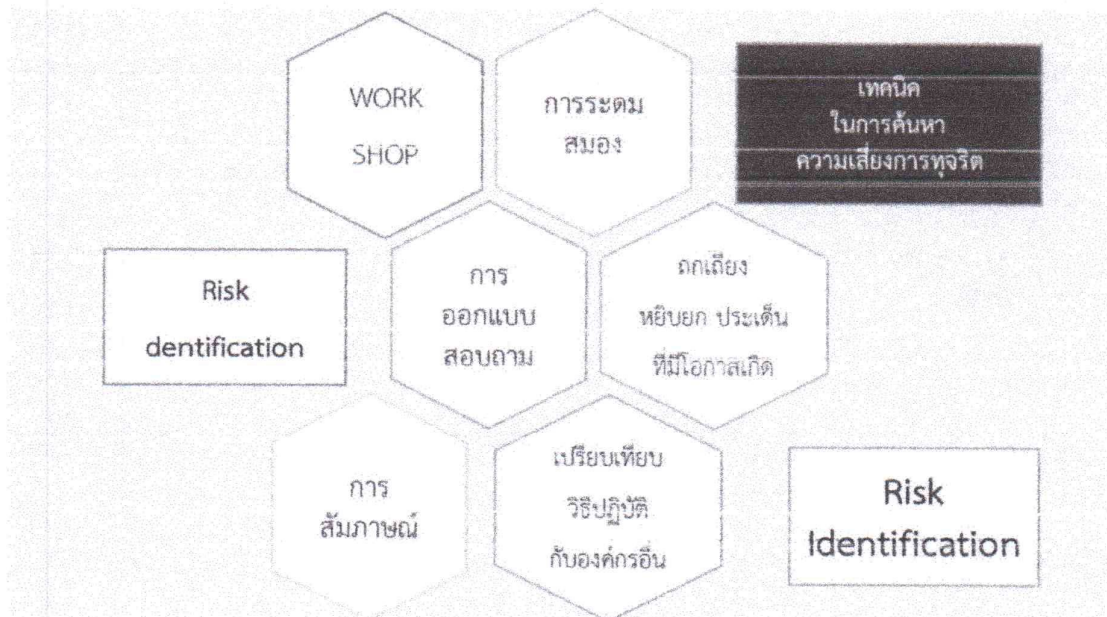 WORK
SHOP
การระดม
สมอง
เทคนิค
ในการค้นหา
ความเสี่ยงการทุจริต
Risk
dentification
การ
ออกแบบ
สอบถาม
ถกเถียง
หยิบยก ประเด็น
ที่มีโอกาสเกิด
การ
สัมภาษณ์
เปรียบเทียบ
วิธีปฏิบัติ
กับองค์กรอื่น
Risk
Identification